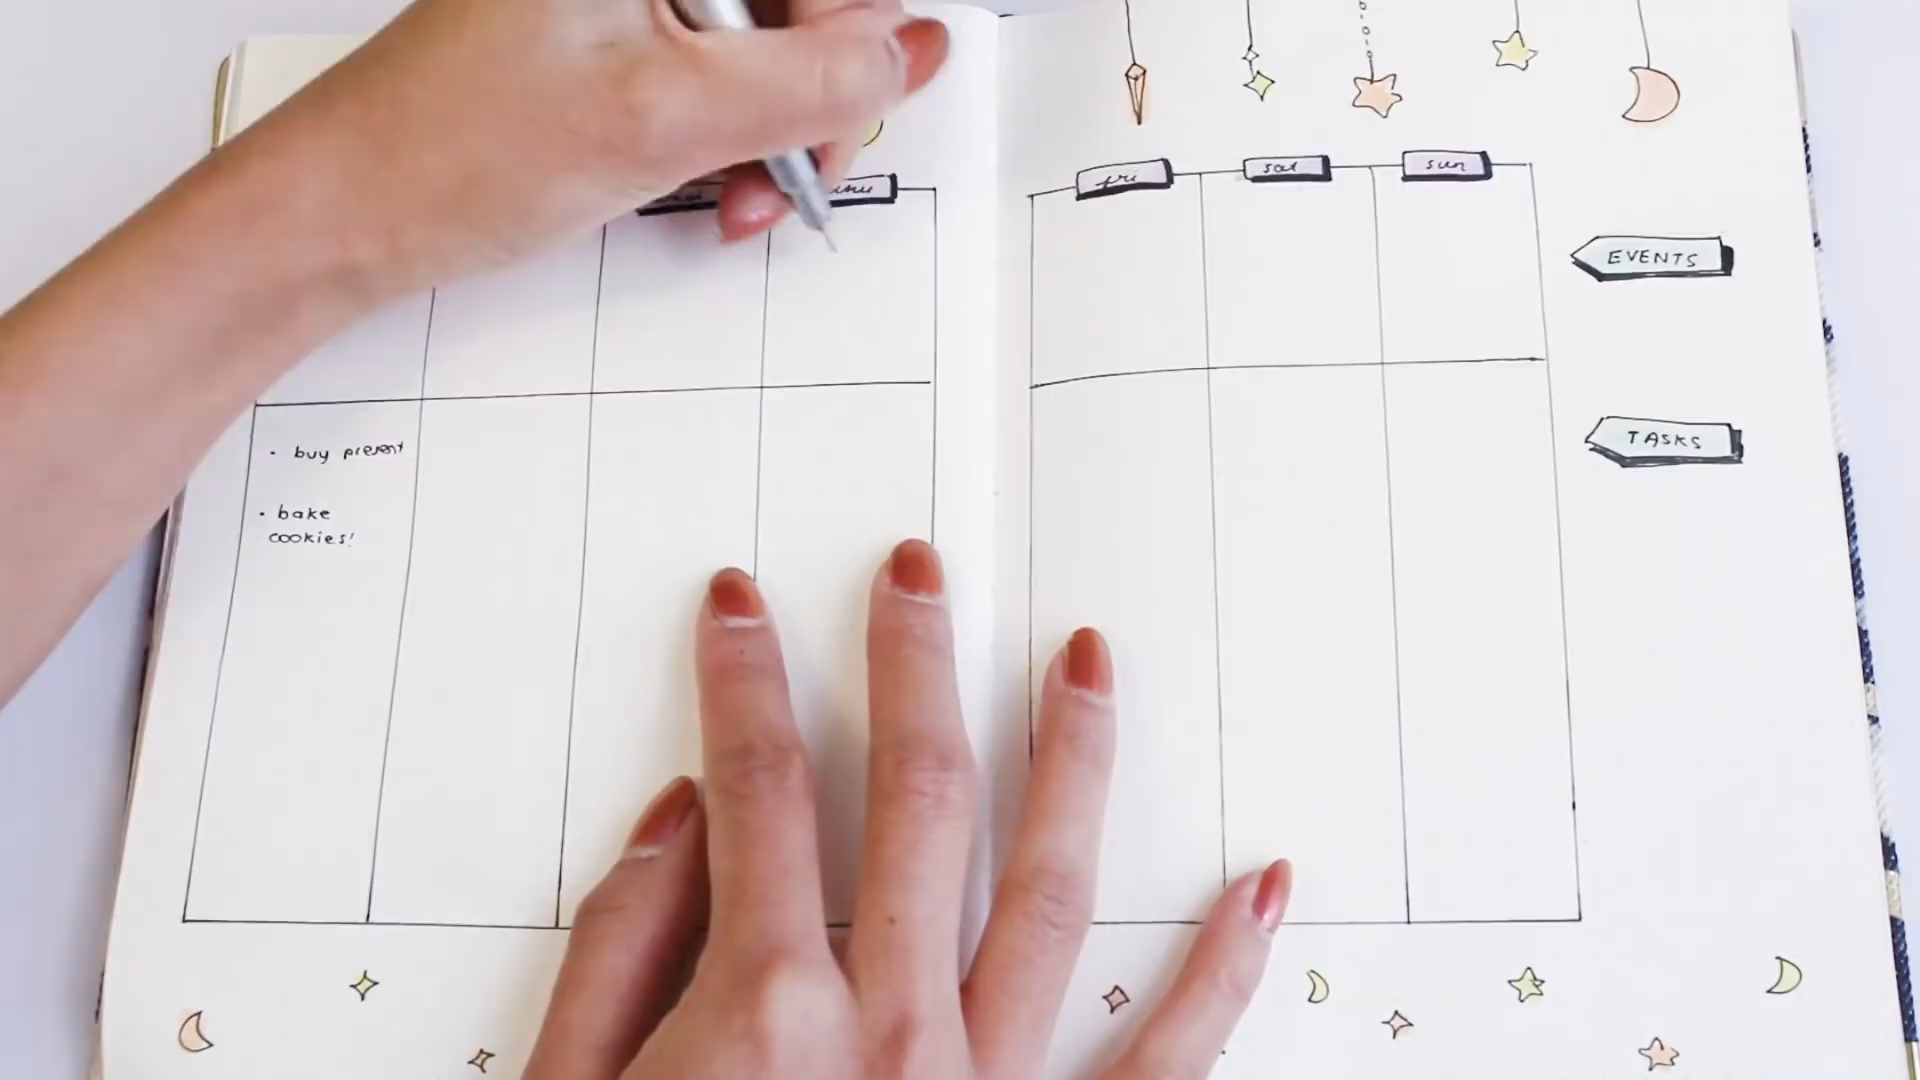 fri
sat
sun
EVENTS
TASKS
• buy present
• bake
cookies!